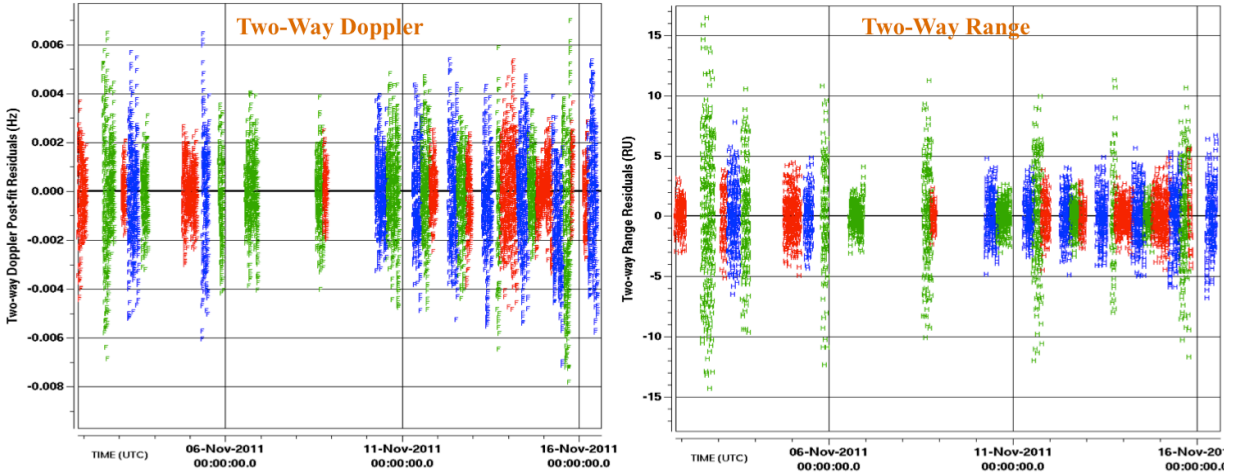 Two-Way Doppler
Two-way Doppler Post-fit Residuals (Hz)
0.006
0.004
0.002
0.000
-0.002
-0.004
-0.006
-0.008
TIME (UTC)
06-Nov-2011
00:00:00.0
11-Nov-2011
00:00:00.0
16-Nov-2011
00:00:00.0
Two-Way Range
Two-way Range Residuals (RU)
15
10
5
0
-5
-10
-15
TIME (UTC)
06-Nov-2011
00:00:00.0
11-Nov-2011
00:00:00.0
16-Nov-201
00:00:00.